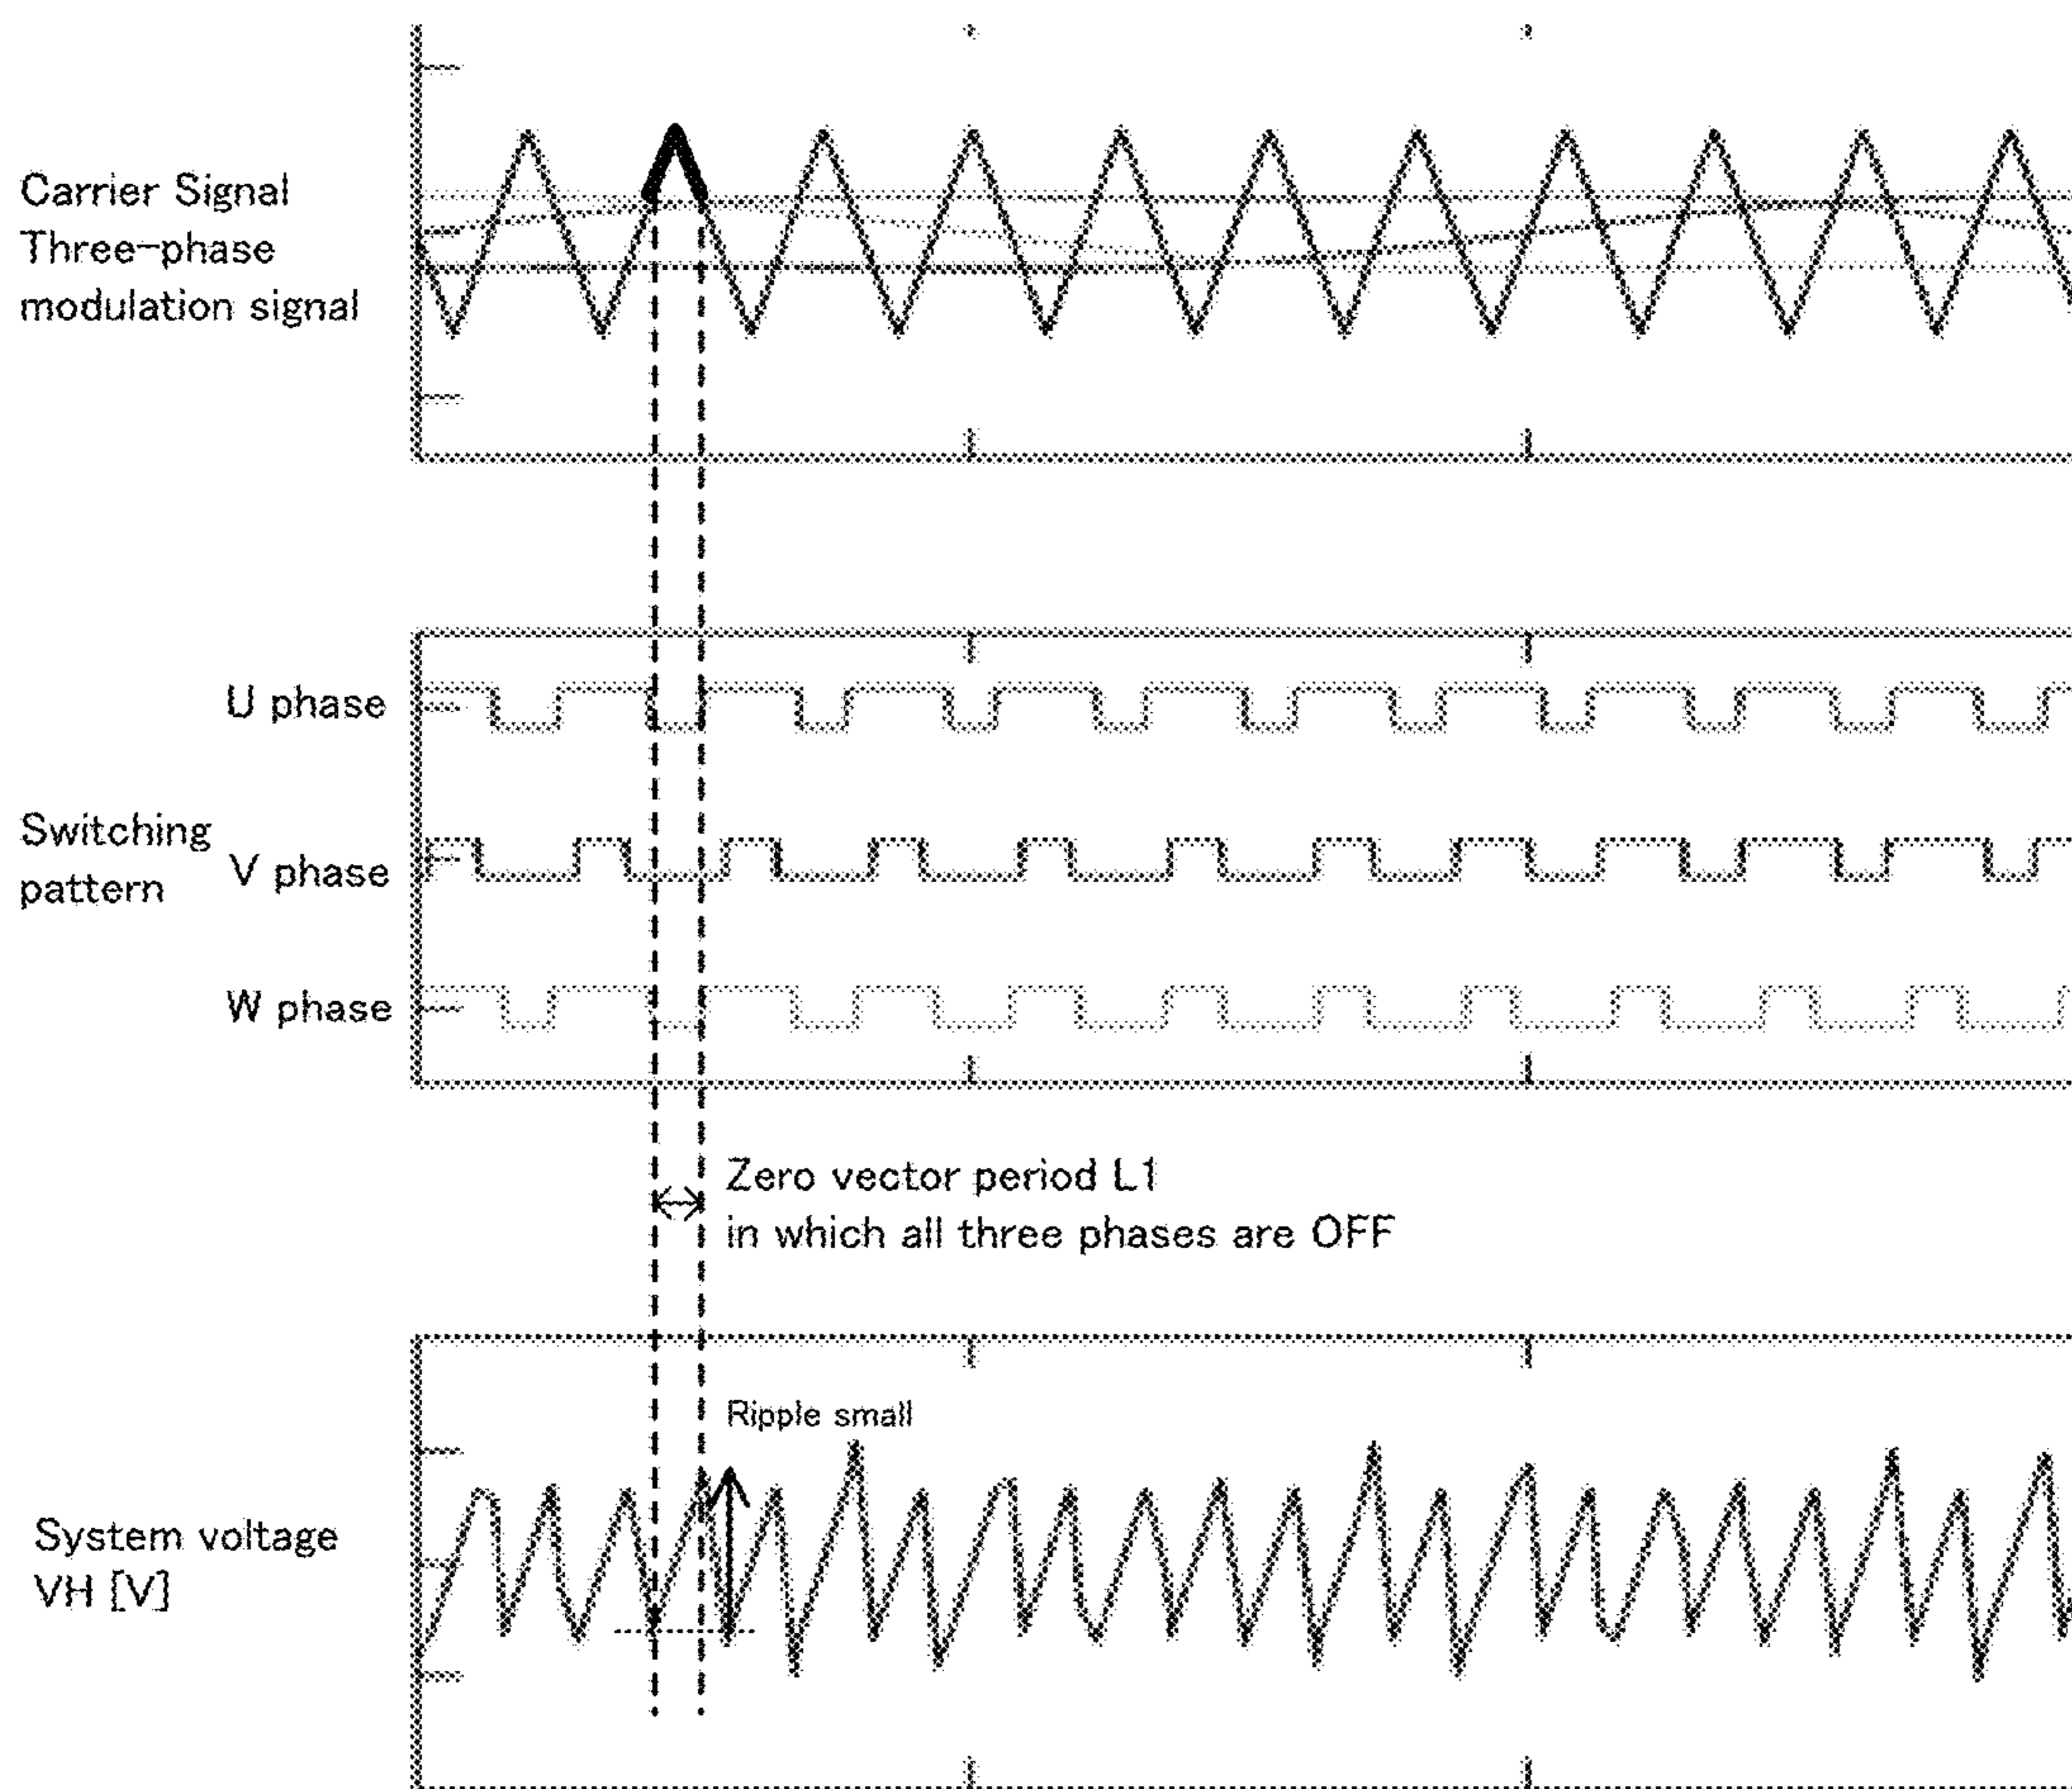 Carrier Signal
Three-phase
modulation signal
U phase
Switching
pattern
V phase
W phase
Zero vector period L1
in which all three phases are OFF
Ripple small
System voltage
VH [V]